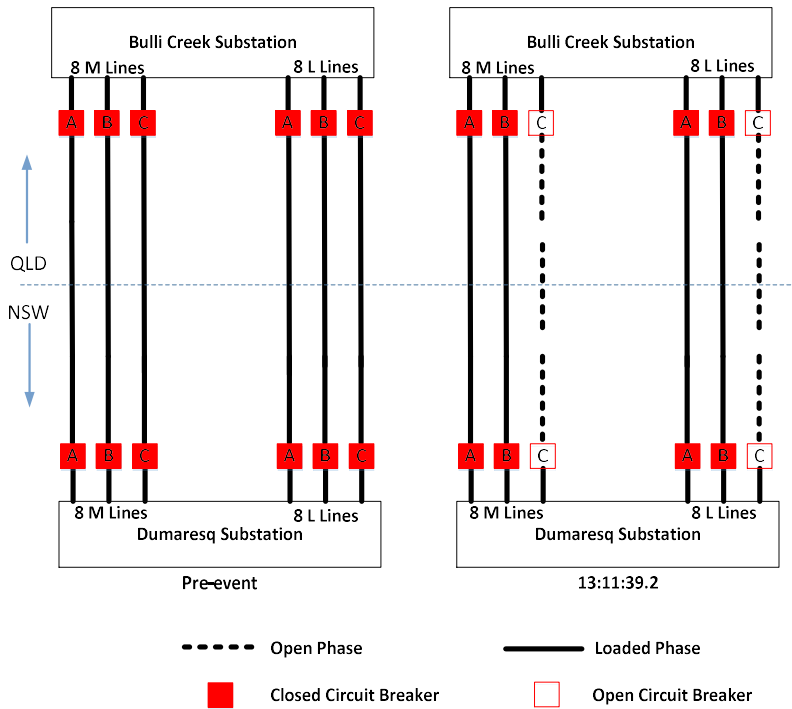 Bulli Creek Substation
8 M Lines
8 L Lines
A B C
A B C
QLD
NSW
A B C
A B C
8 M Lines
8 L Lines
Dumaresq Substation
Pre-event
Bulli Creek Substation
8 M Lines
8 L Lines
A B C
A B C
A B C
A B C
8 M Lines
8 L Lines
Dumaresq Substation
13:11:39.2
Open Phase
Loaded Phase
Closed Circuit Breaker
Open Circuit Breaker